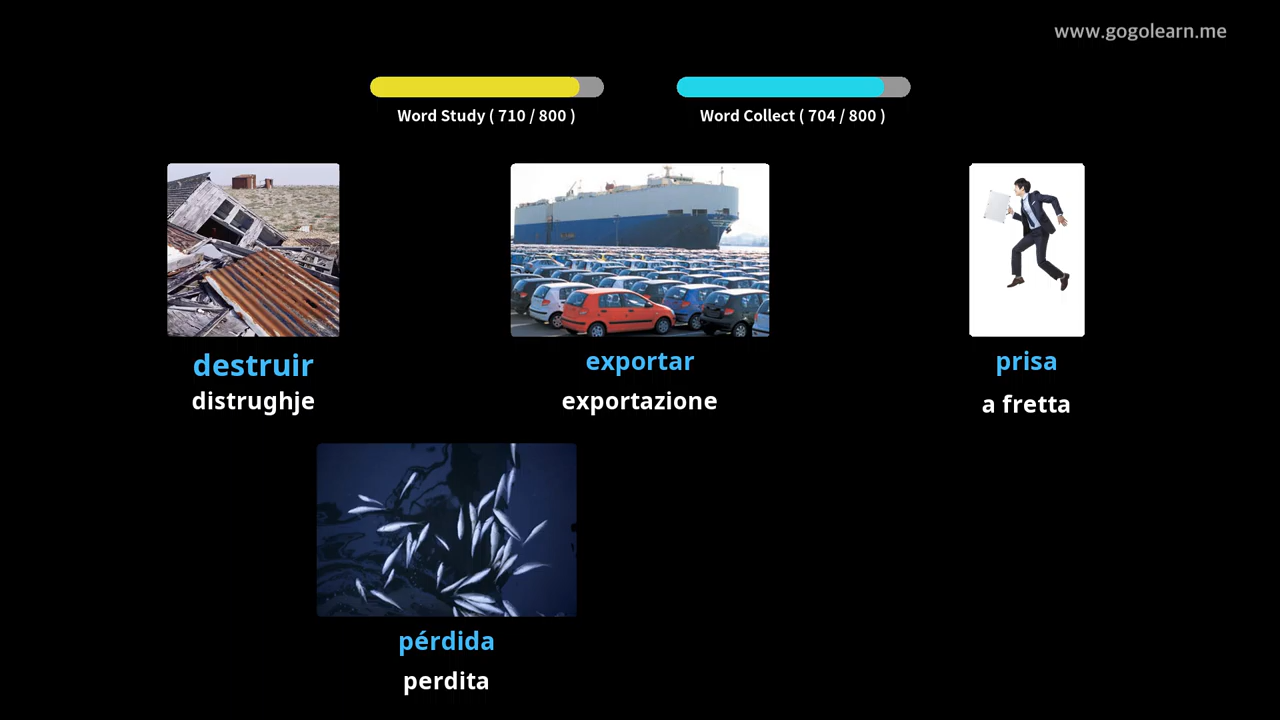 www.gogolearn.me
Word Study ( 710 / 800 )
Word Collect ( 704 / 800 )
destruir
distrughje
exportar
exportazione
prisa
a fretta
pérdida
perdita